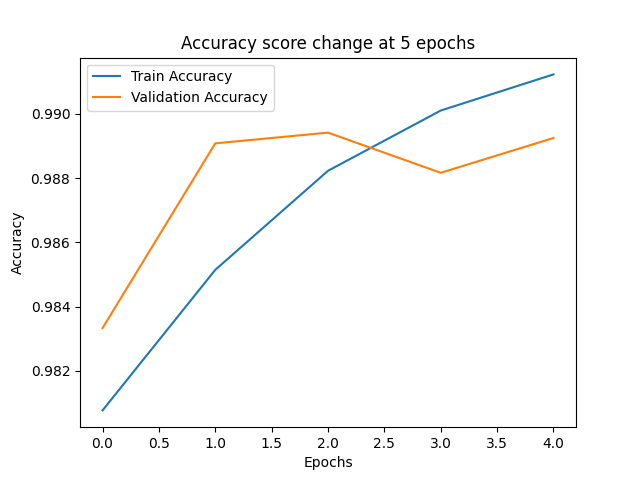 Accuracy score change at 5 epochs
Train Accuracy
Validation Accuracy
0.990
0.988
0.986
0.984
0.982
Accuracy
0.0 0.5 1.0 1.5 2.0 2.5 3.0 3.5 4.0
Epochs